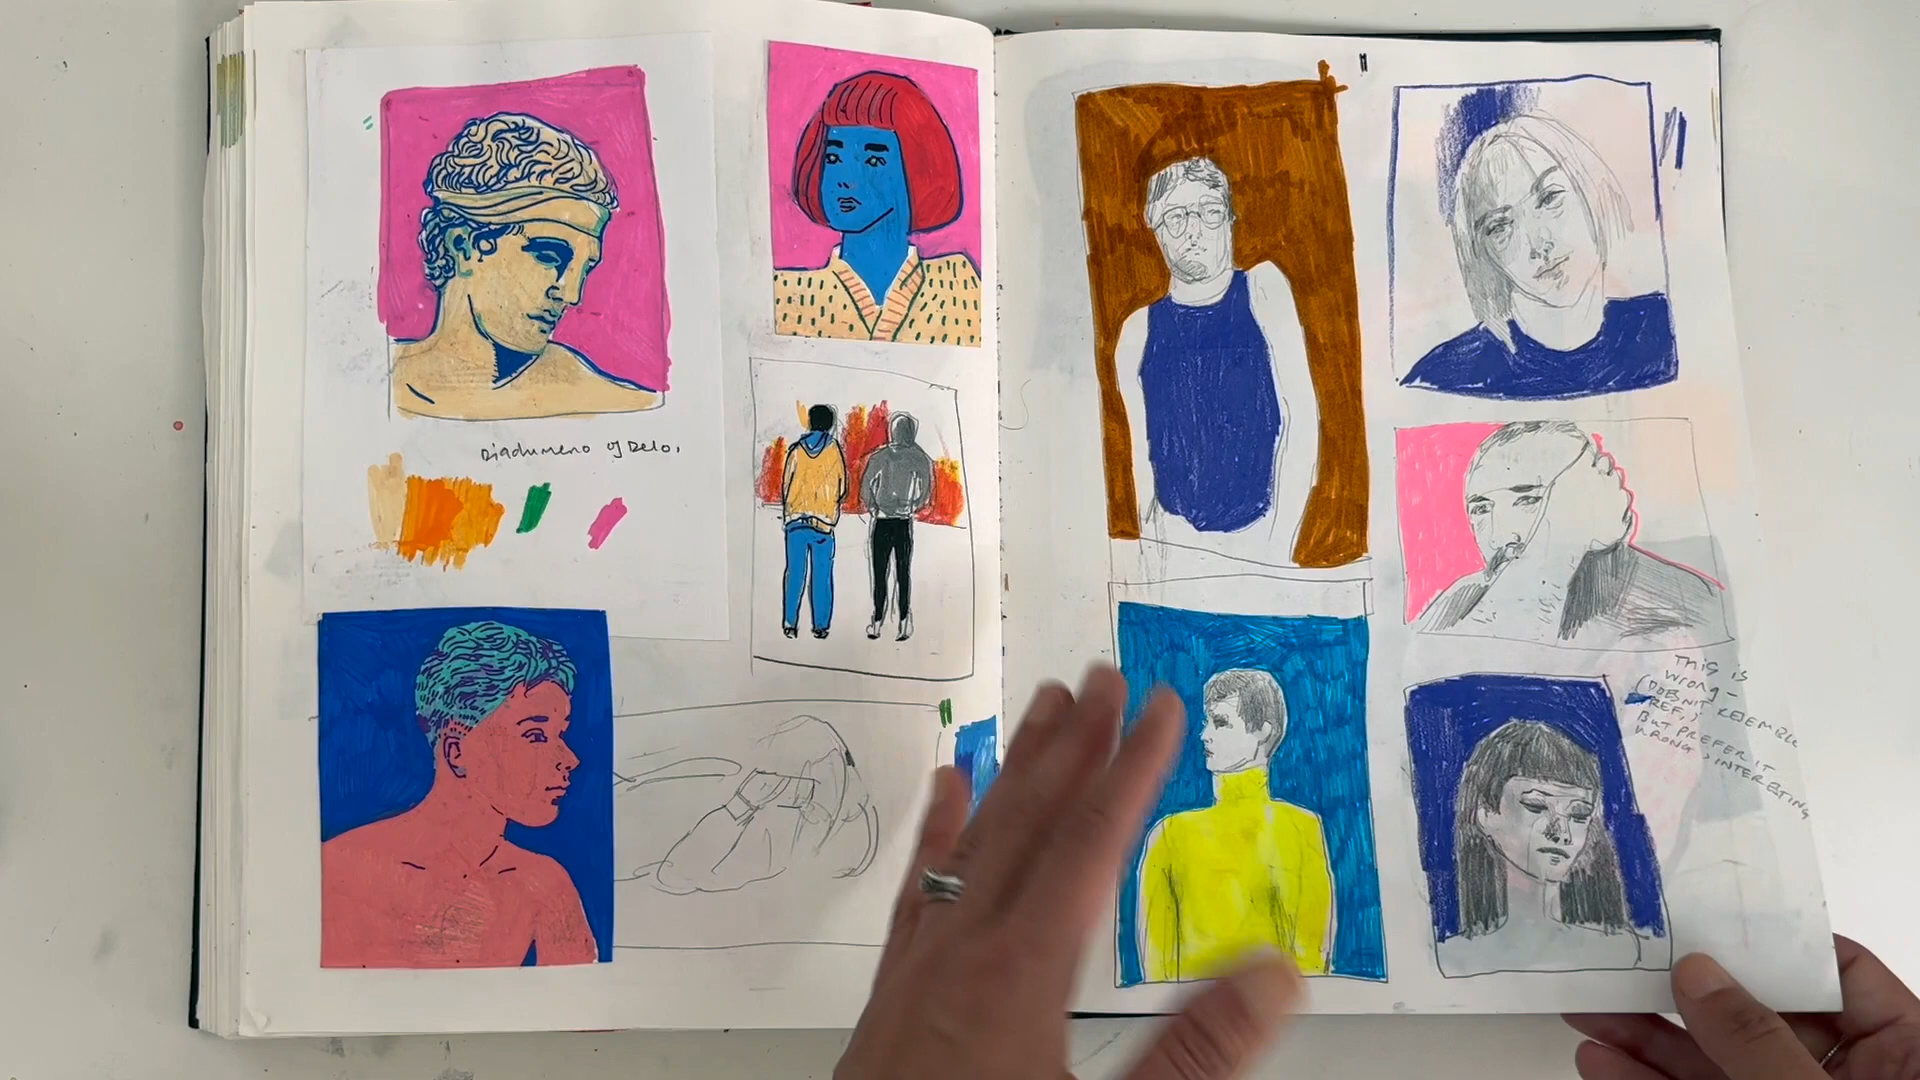 Diadumeno of Delo,
THIS IS
WRONG -
(DOESN'T RESEMBLE
REF,)
BUT, PREFER IT
WRONG, INTERESTING